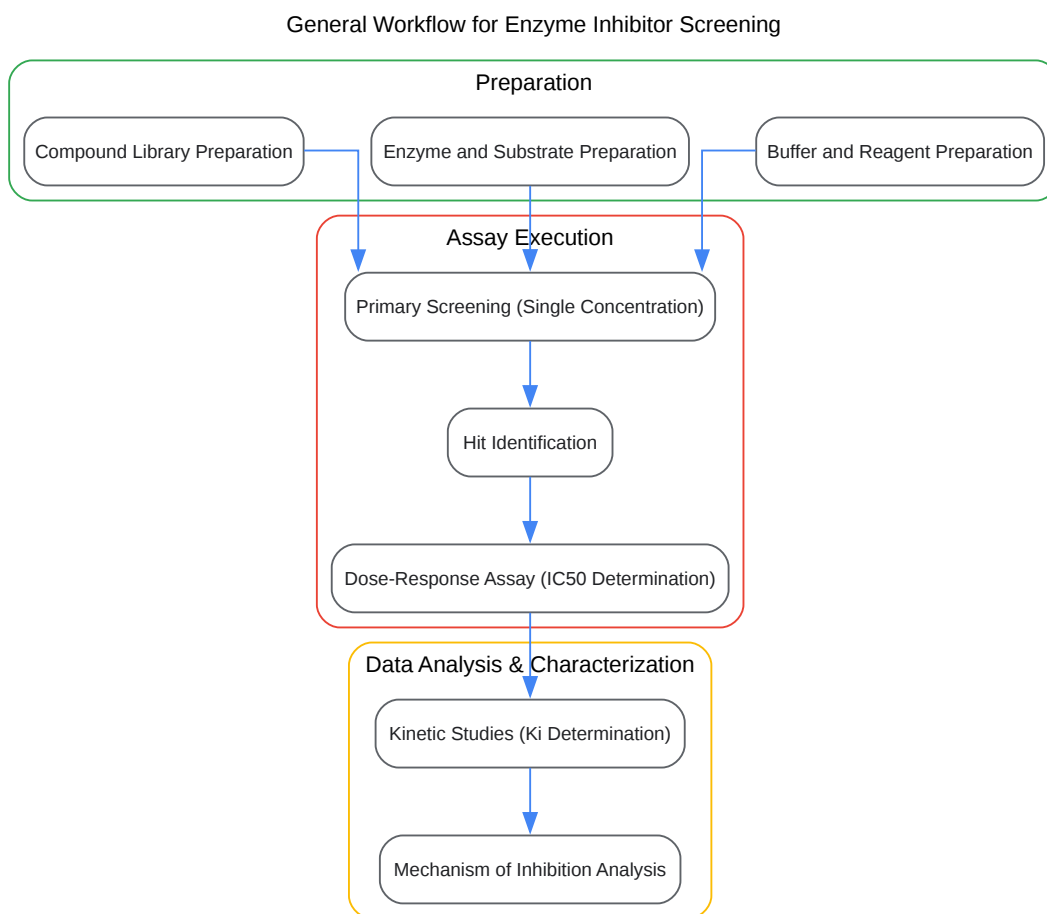 General Workflow for Enzyme Inhibitor Screening
Preparation
Compound Library Preparation
Enzyme and Substrate Preparation
Buffer and Reagent Preparation
Assay Execution
Primary Screening (Single Concentration)
Hit Identification
Dose-Response Assay (IC50 Determination)
Data Analysis & Characterization
Kinetic Studies (Ki Determination)
Mechanism of Inhibition Analysis